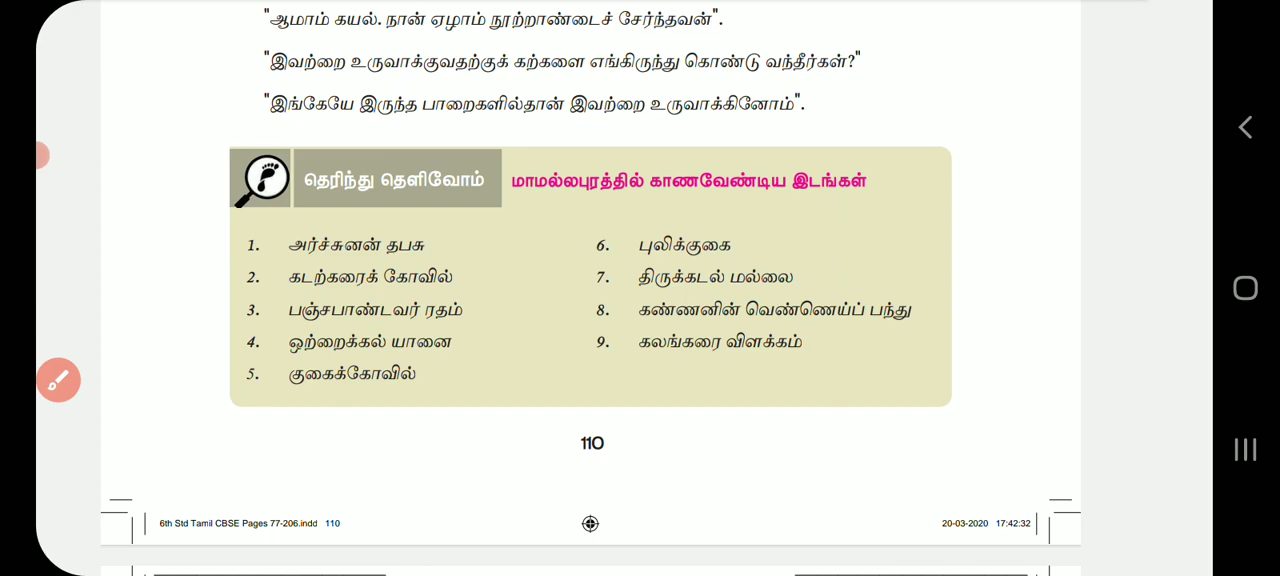 "ஆமாம் கயல். நான் ஏழாம் நூற்றாண்டைச் சேர்ந்தவன்".
"இவற்றை உருவாக்குவதற்குக் கற்களை எங்கிருந்து கொண்டு வந்தீர்கள்?"
"இங்கேயே இருந்த பாறைகளில்தான் இவற்றை உருவாக்கினோம்".
தெரிந்து தெளிவோம் மாமல்லபுரத்தில் காணவேண்டிய இடங்கள்
1. அர்ச்சுனன் தபசு
2. கடற்கரைக் கோவில்
3. பஞ்சபாண்டவர் ரதம்
4. ஒற்றைக்கல் யானை
5. குகைக்கோவில்
6. புலிக்குகை
7. திருக்கடல் மல்லை
8. கண்ணனின் வெண்ணெய்ப் பந்து
9. கலங்கரை விளக்கம்
110
6th Std Tamil CBSE Pages 77-206.indd 110
20-03-2020 17:42:32